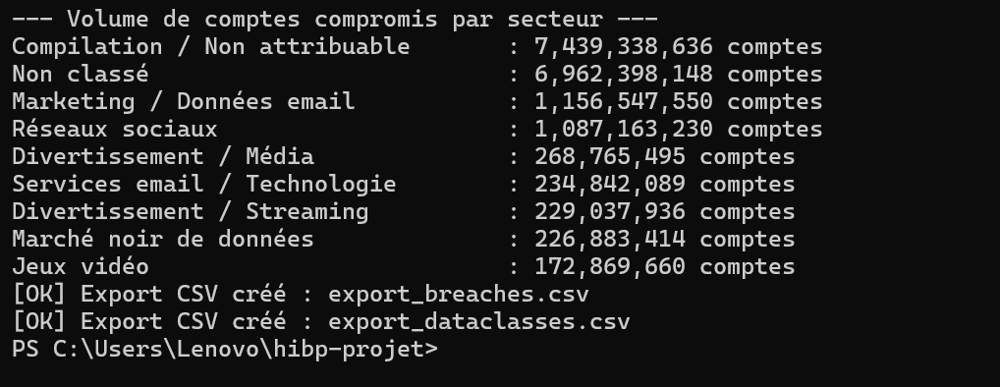 --- Volume de comptes compromis par secteur ---
Compilation / Non attribuable : 7,439,338,636 comptes
Non classé : 6,962,398,148 comptes
Marketing / Données email : 1,156,547,550 comptes
Réseaux sociaux : 1,087,163,230 comptes
Divertissement / Média : 268,765,495 comptes
Services email / Technologie : 234,842,089 comptes
Divertissement / Streaming : 229,037,936 comptes
Marché noir de données : 226,883,414 comptes
Jeux vidéo : 172,869,660 comptes
[OK] Export CSV créé : export_breaches.csv
[OK] Export CSV créé : export_dataclasses.csv
PS C:\Users\Lenovo\hibp-projet>